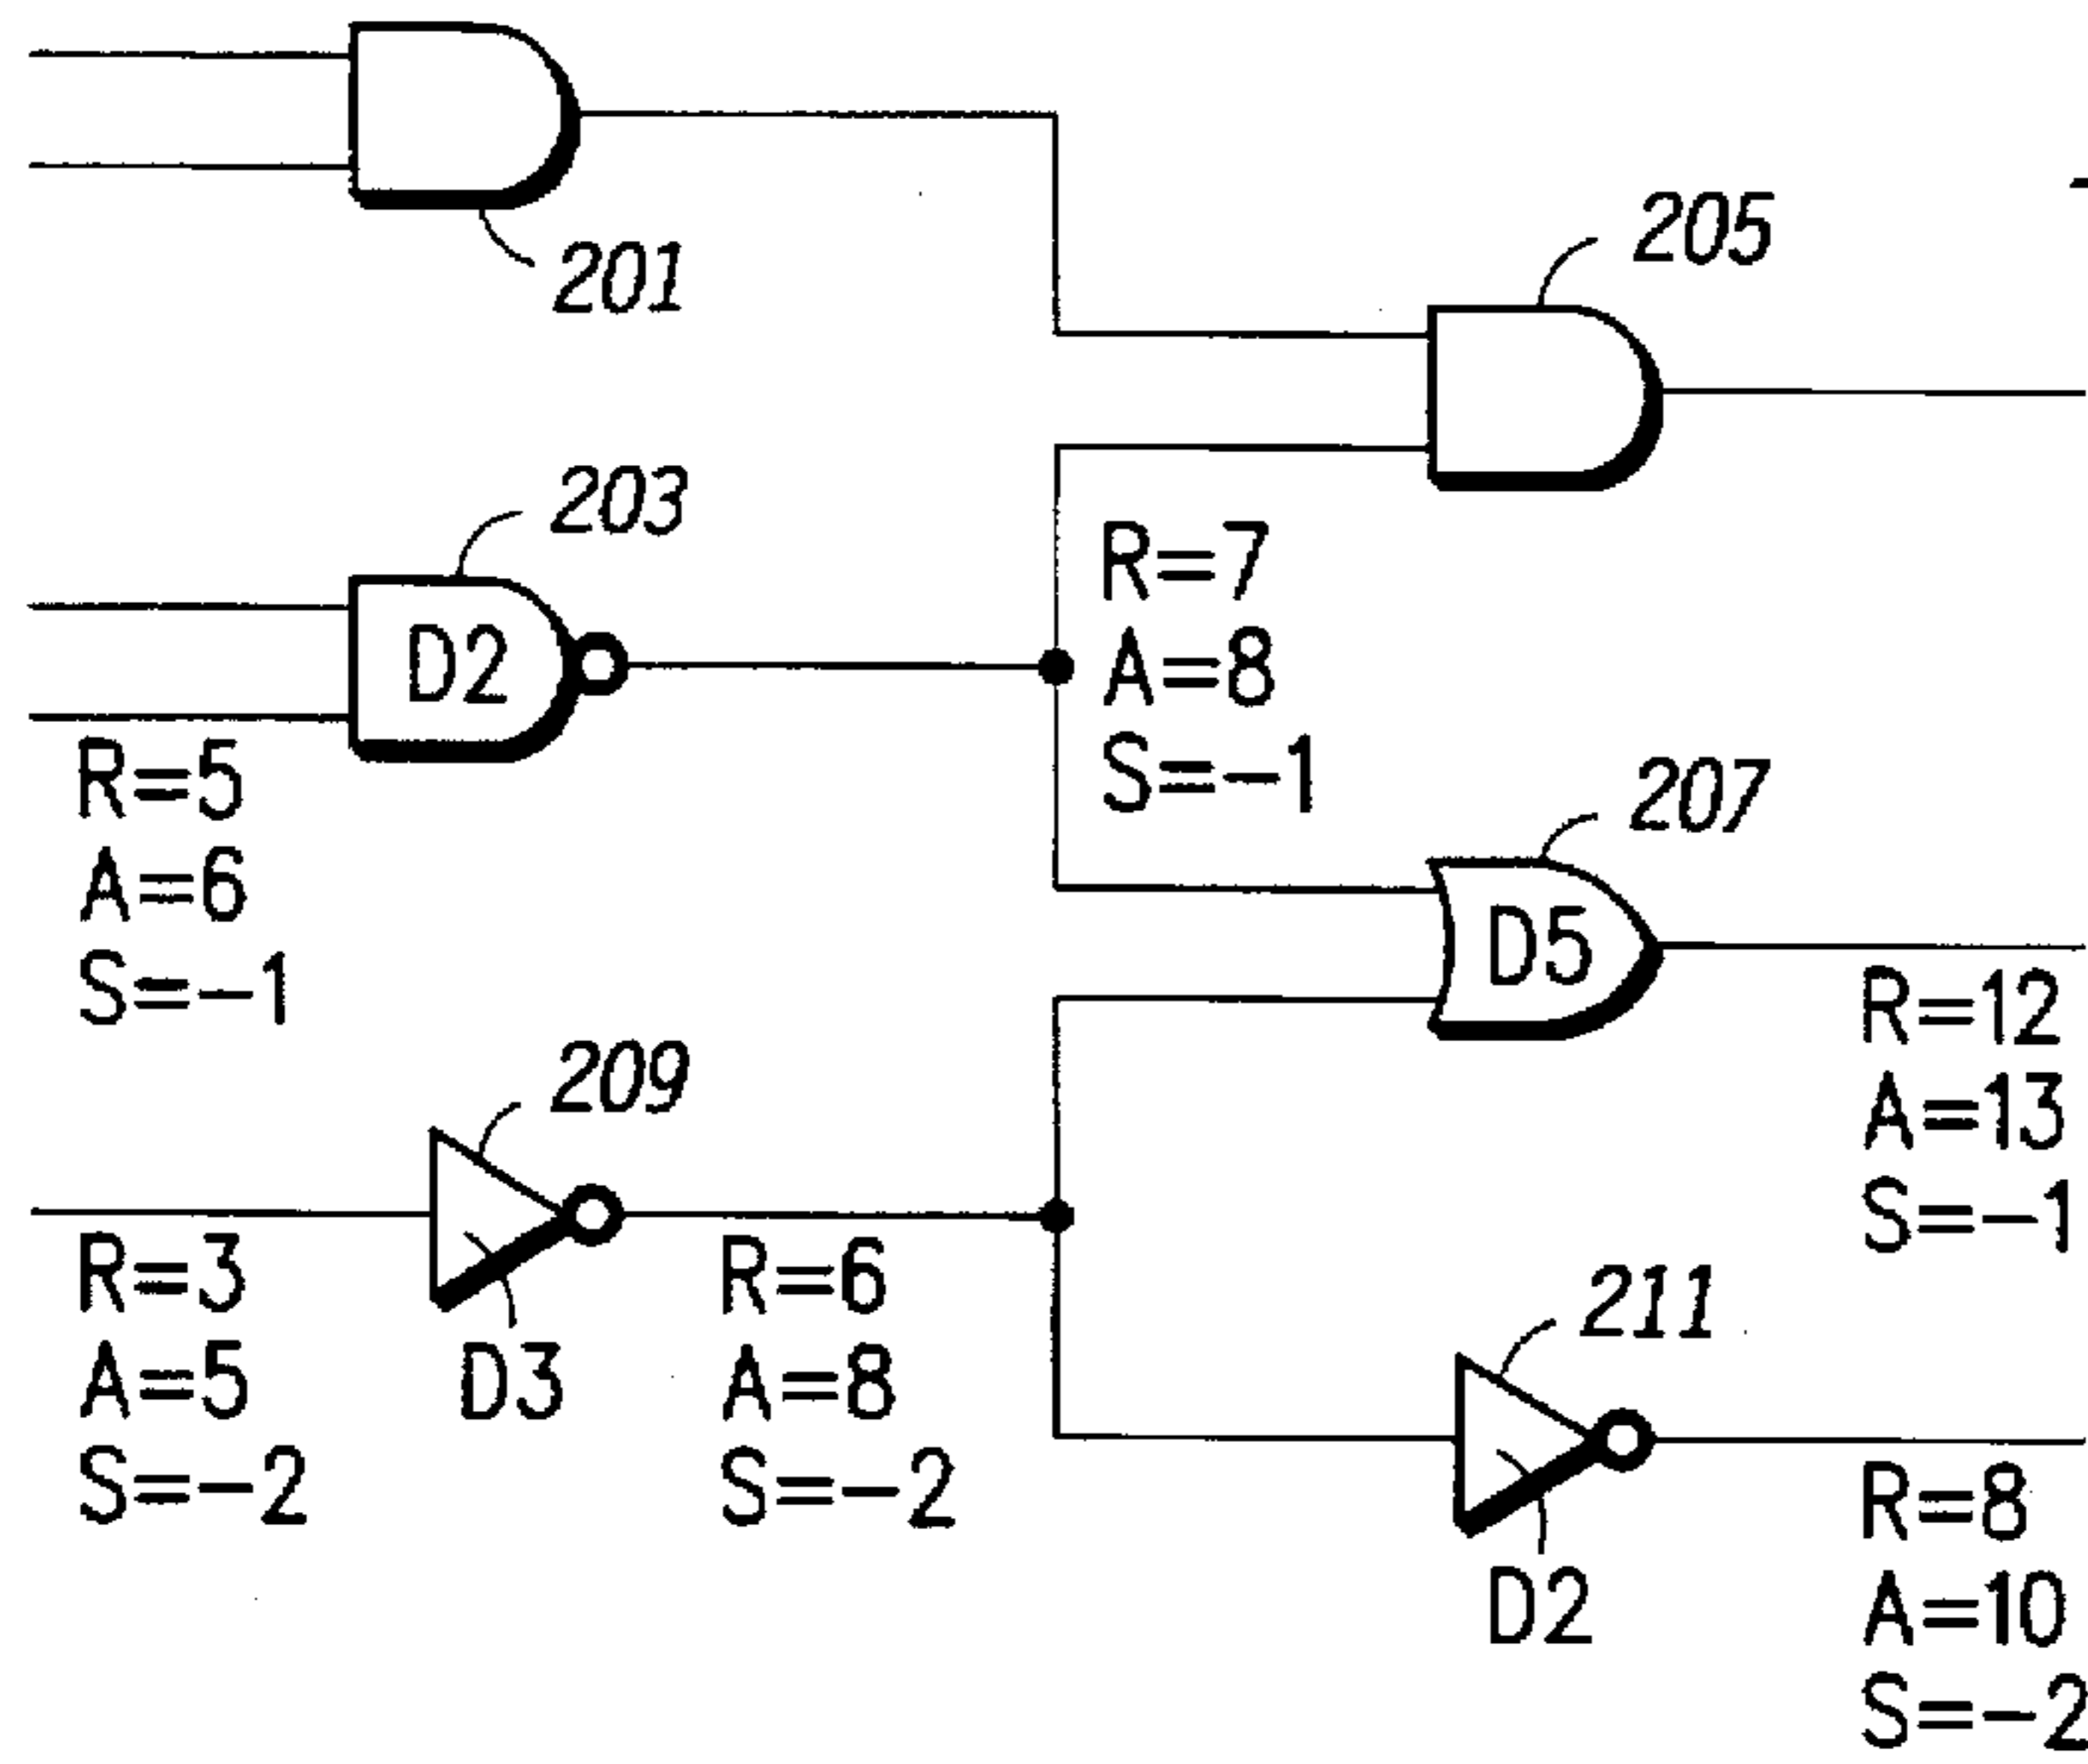 201
205
203
D2
R=7
A=8
S=-1
R=5
A=6
S=-1
207
D5
R=12
A=13
S=-1
209
R=3
A=5
S=-2
D3
R=6
A=8
S=-2
211
D2
R=8
A=10
S=-2